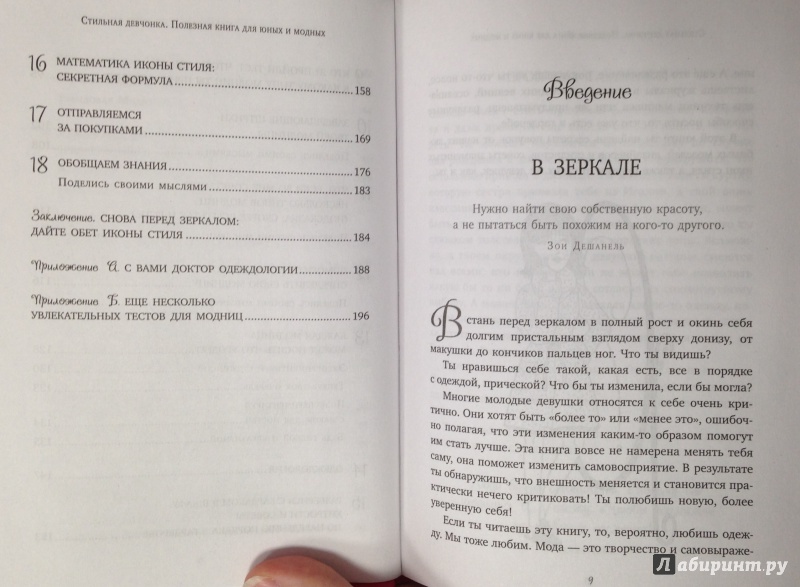 Стильная девчонка. Полезная книга для юных и модных
16 МАТЕМАТИКА ИКОНЫ СТИЛЯ:
СЕКРЕТНАЯ ФОРМУЛА 158
17 ОТПРАВЛЯЕМСЯ
ЗА ПОКУПКАМИ 169
18 ОБОБЩАЕМ ЗНАНИЯ 176
Поделись своими мыслями 183
Заключение. СНОВА ПЕРЕД ЗЕРКАЛОМ:
ДАЙТЕ ОБЕТ ИКОНЫ СТИЛЯ 184
Приложение А. С ВАМИ ДОКТОР ОДЕЖДОЛОГИИ 188
Приложение Б. ЕЩЕ НЕСКОЛЬКО
УВЛЕКАТЕЛЬНЫХ ТЕСТОВ ДЛЯ МОДНИЦ 196
Введение
В ЗЕРКАЛЕ
Нужно найти свою собственную красоту,
а не пытаться быть похожим на кого-то другого.
Зои Дешанель
Встань перед зеркалом в полный рост и окинь себя
долгим пристальным взглядом сверху донизу, от
макушки до кончиков пальцев ног. Что ты видишь?
Ты нравишься себе такой, какая есть, все в порядке
с одеждой, прической? Что бы ты изменила, если бы могла?
Многие молодые девушки относятся к себе очень кри-
тично. Они хотят быть «более то» или «менее это», ошибоч-
но полагая, что эти изменения каким-то образом помогут
им стать лучше. Эта книга вовсе не намерена менять тебя
саму, она поможет изменить самовосприятие. В результате
ты обнаружишь, что внешность меняется и становится пра-
ктически нечего критиковать! Ты полюбишь новую, более
уверенную себя!
Если ты читаешь эту книгу, то, вероятно, любишь одеж-
ду. Мы тоже любим. Мода — это творчество и самовыраже-
9
Лабиринт.ру